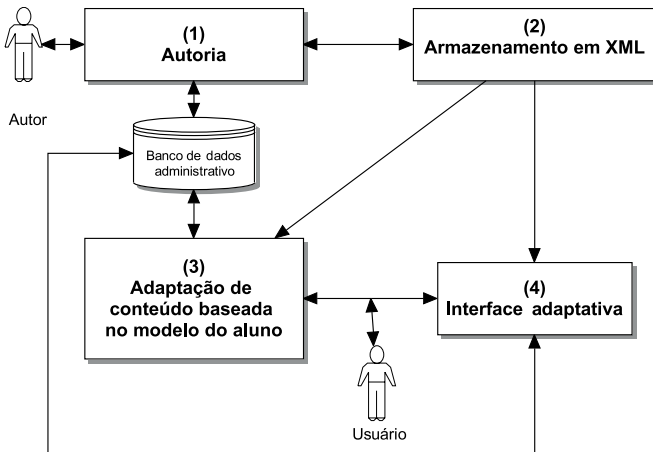 (1)
Autoria
(2)
Armazenamento em XML
Autor
Banco de dados
administrativo
(3)
Adaptação de
conteúdo baseada
no modelo do aluno
(4)
Interface adaptativa
Usuário